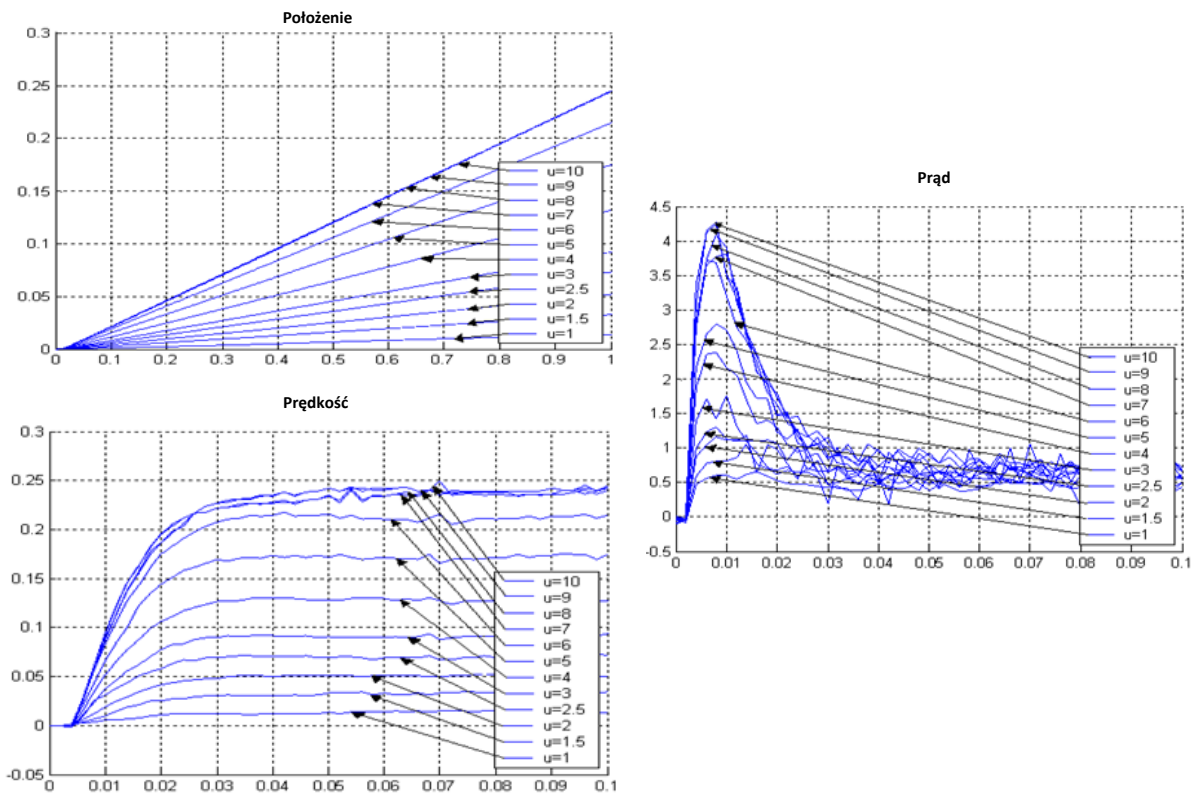 Położenie
0.3
0.25
0.2
0.15
0.1
0.05
0
0.1
0.2
0.3
0.4
0.5
0.6
0.7
0.8
0.9
1
u=10
u=9
u=8
u=7
u=6
u=5
u=4
u=3
u=2.5
u=2
u=1.5
u=1
Prędkość
0.3
0.25
0.2
0.15
0.1
0.05
0
-0.05
0
0.01
0.02
0.03
0.04
0.05
0.06
0.07
0.08
0.09
0.1
u=10
u=9
u=8
u=7
u=6
u=5
u=4
u=3
u=2.5
u=2
u=1.5
u=1
Prąd
4.5
4
3.5
3
2.5
2
1.5
1
0.5
0
-0.5
0
0.01
0.02
0.03
0.04
0.05
0.06
0.07
0.08
0.09
0.1
u=10
u=9
u=8
u=7
u=6
u=5
u=4
u=3
u=2.5
u=2
u=1.5
u=1